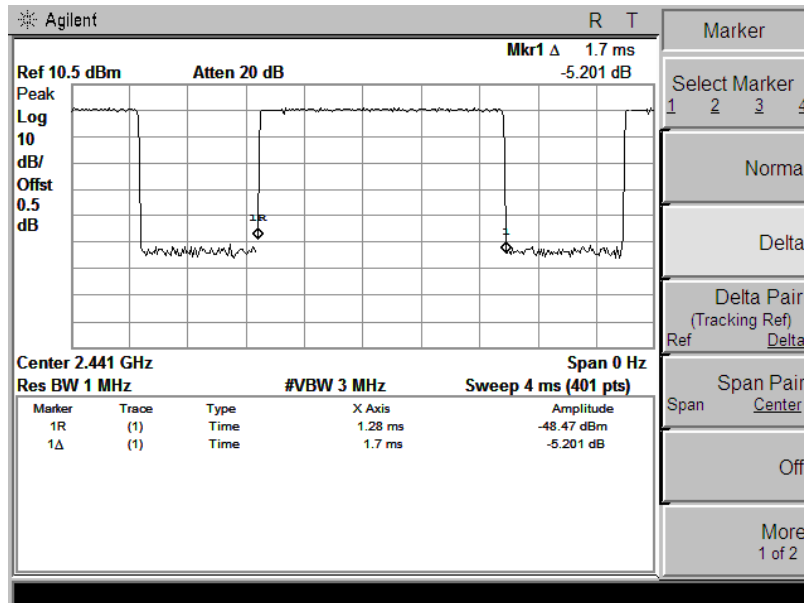 Agilent R T
Mkr1 Δ 1.7 ms
Ref 10.5 dBm Atten 20 dB -5.201 dB
Peak
Log
10
dB/
Offst
0.5
dB
1R
1
Center 2.441 GHz Span 0 Hz
Res BW 1 MHz #VBW 3 MHz Sweep 4 ms (401 pts)
Marker Trace Type X Axis Amplitude
1R (1) Time 1.28 ms -48.47 dBm
1Δ (1) Time 1.7 ms -5.201 dB
Marker
Select Marker
1 2 3 4
Norma
Delta
Delta Pair
(Tracking Ref)
Ref Delta
Span Pair
Span Center
Off
More
1 of 2